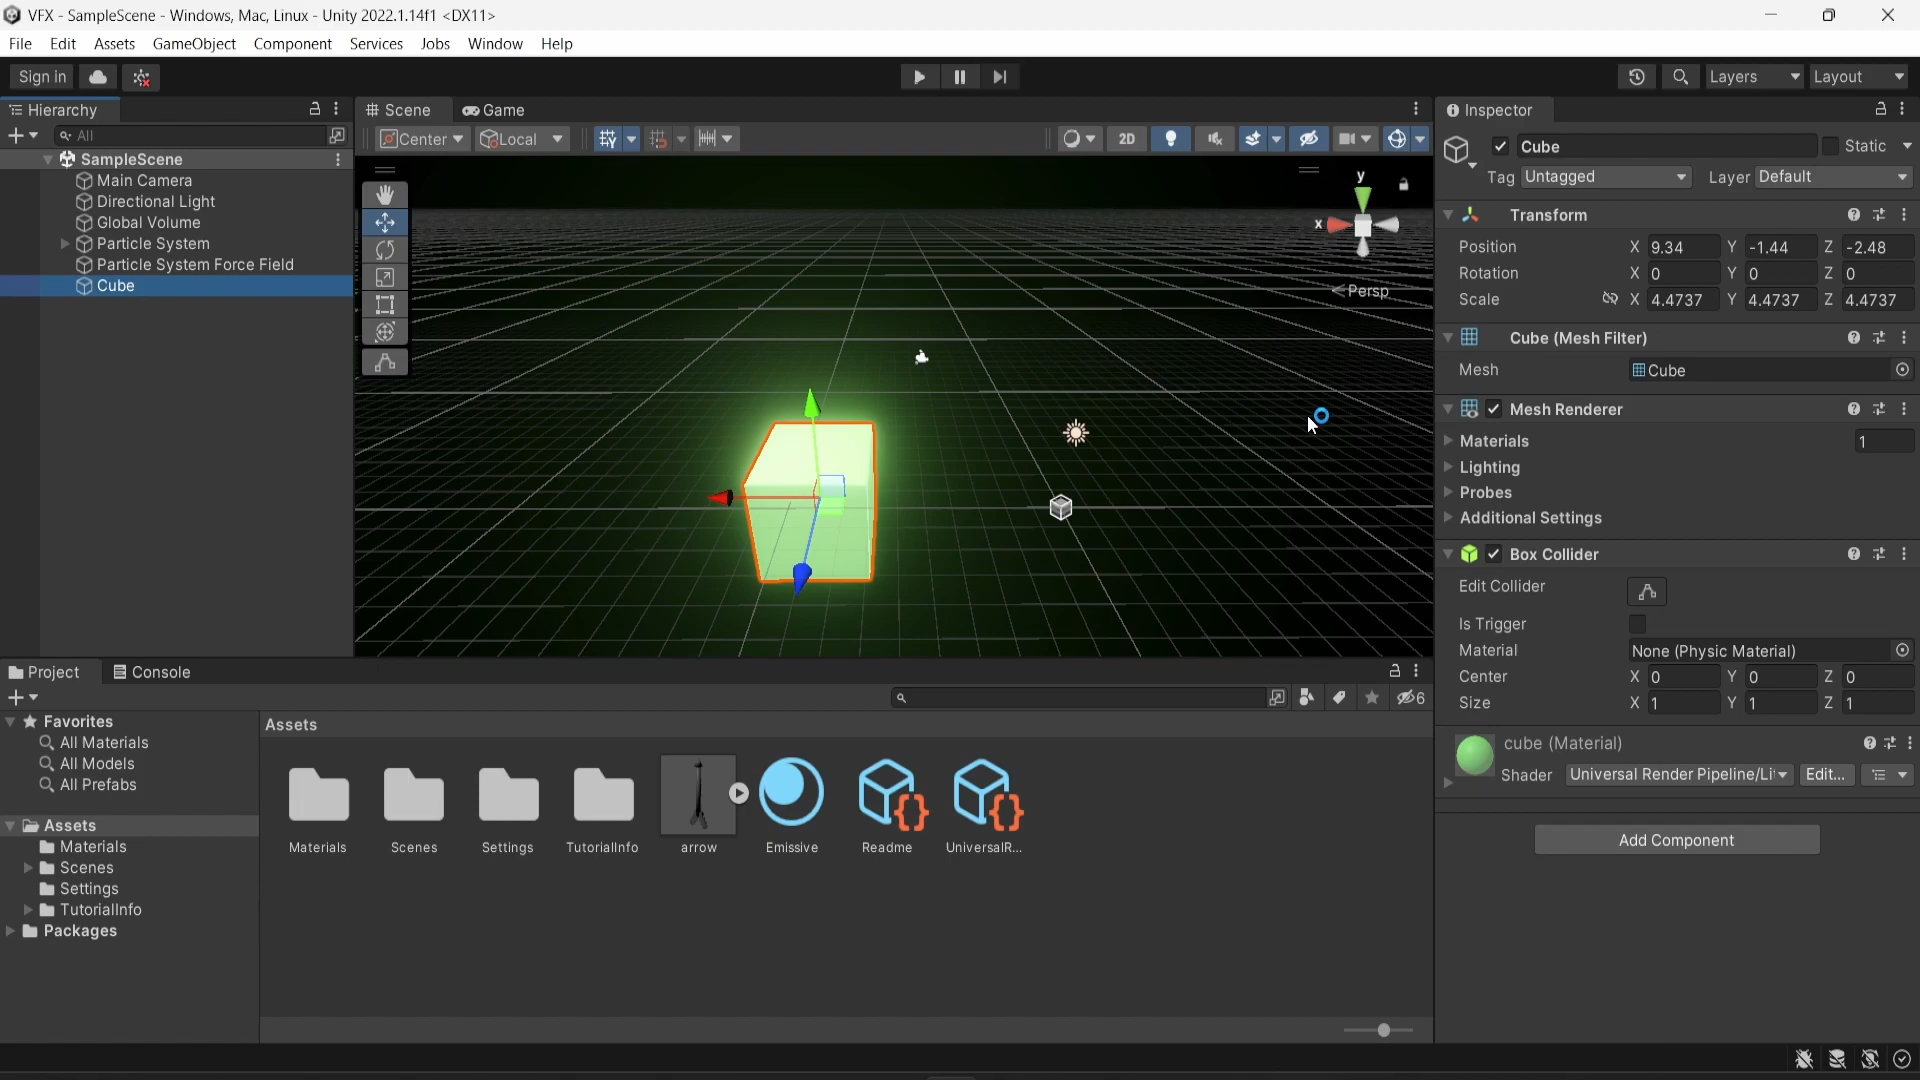 VFX - SampleScene - Windows, Mac, Linux - Unity 2022.1.14f1 <DX11>
File Edit Assets GameObject Component Services Jobs Window Help
Sign in
Layers Layout
Hierarchy
All
SampleScene
Main Camera
Directional Light
Global Volume
Particle System
Particle System Force Field
Cube
Scene Game
Center Local 2D
y
x
Persp
Inspector
Cube Static
Tag Untagged Layer Default
Transform
Position X 9.34 Y -1.44 Z -2.48
Rotation X 0 Y 0 Z 0
Scale X 4.4737 Y 4.4737 Z 4.4737
Cube (Mesh Filter)
Mesh Cube
Mesh Renderer
Materials 1
Lighting
Probes
Additional Settings
Box Collider
Edit Collider
Is Trigger
Material None (Physic Material)
Center X 0 Y 0 Z 0
Size X 1 Y 1 Z 1
cube (Material)
Shader Universal Render Pipeline/Lit Edit...
Add Component
Project Console
6
Favorites
All Materials
All Models
All Prefabs
Assets
Materials
Scenes
Settings
TutorialInfo
Packages
Assets
Materials Scenes Settings TutorialInfo arrow Emissive Readme UniversalR...